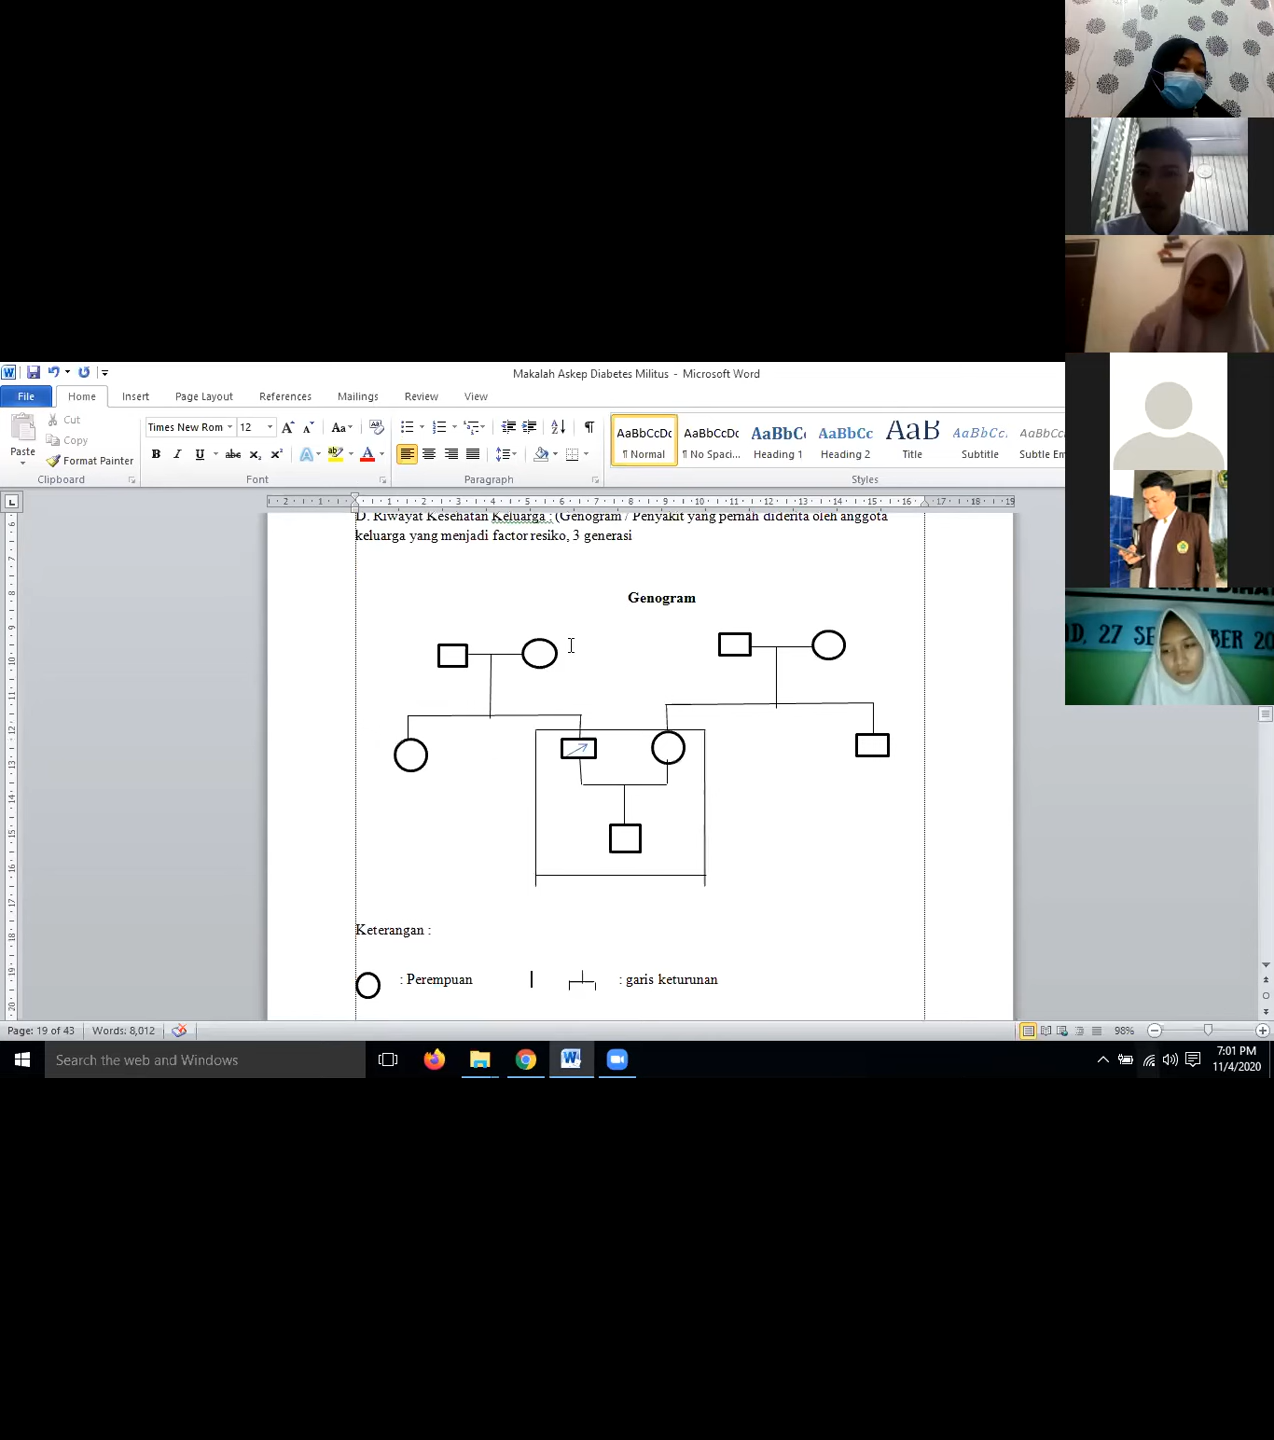 Makalah Askep Diabetes Militus - Microsoft Word
File Home Insert Page Layout References Mailings Review View
Paste
Cut
Copy
Format Painter
Times New Rom 12
AaBbCcDc AaBbCcDc AaBbC AaBbCc AaB AaBbCc. AaBbCc
¶ Normal ¶ No Spaci... Heading 1 Heading 2 Title Subtitle Subtle Em
Clipboard Font Paragraph Styles
D. Riwayat Kesehatan Keluarga : (Genogram / Penyakit yang pernah diderita oleh anggota
keluarga yang menjadi factor resiko, 3 generasi
Genogram
Keterangan :
: Perempuan : garis keturunan
Page: 19 of 43 Words: 8,012 98%
Search the web and Windows
7:01 PM
11/4/2020
27